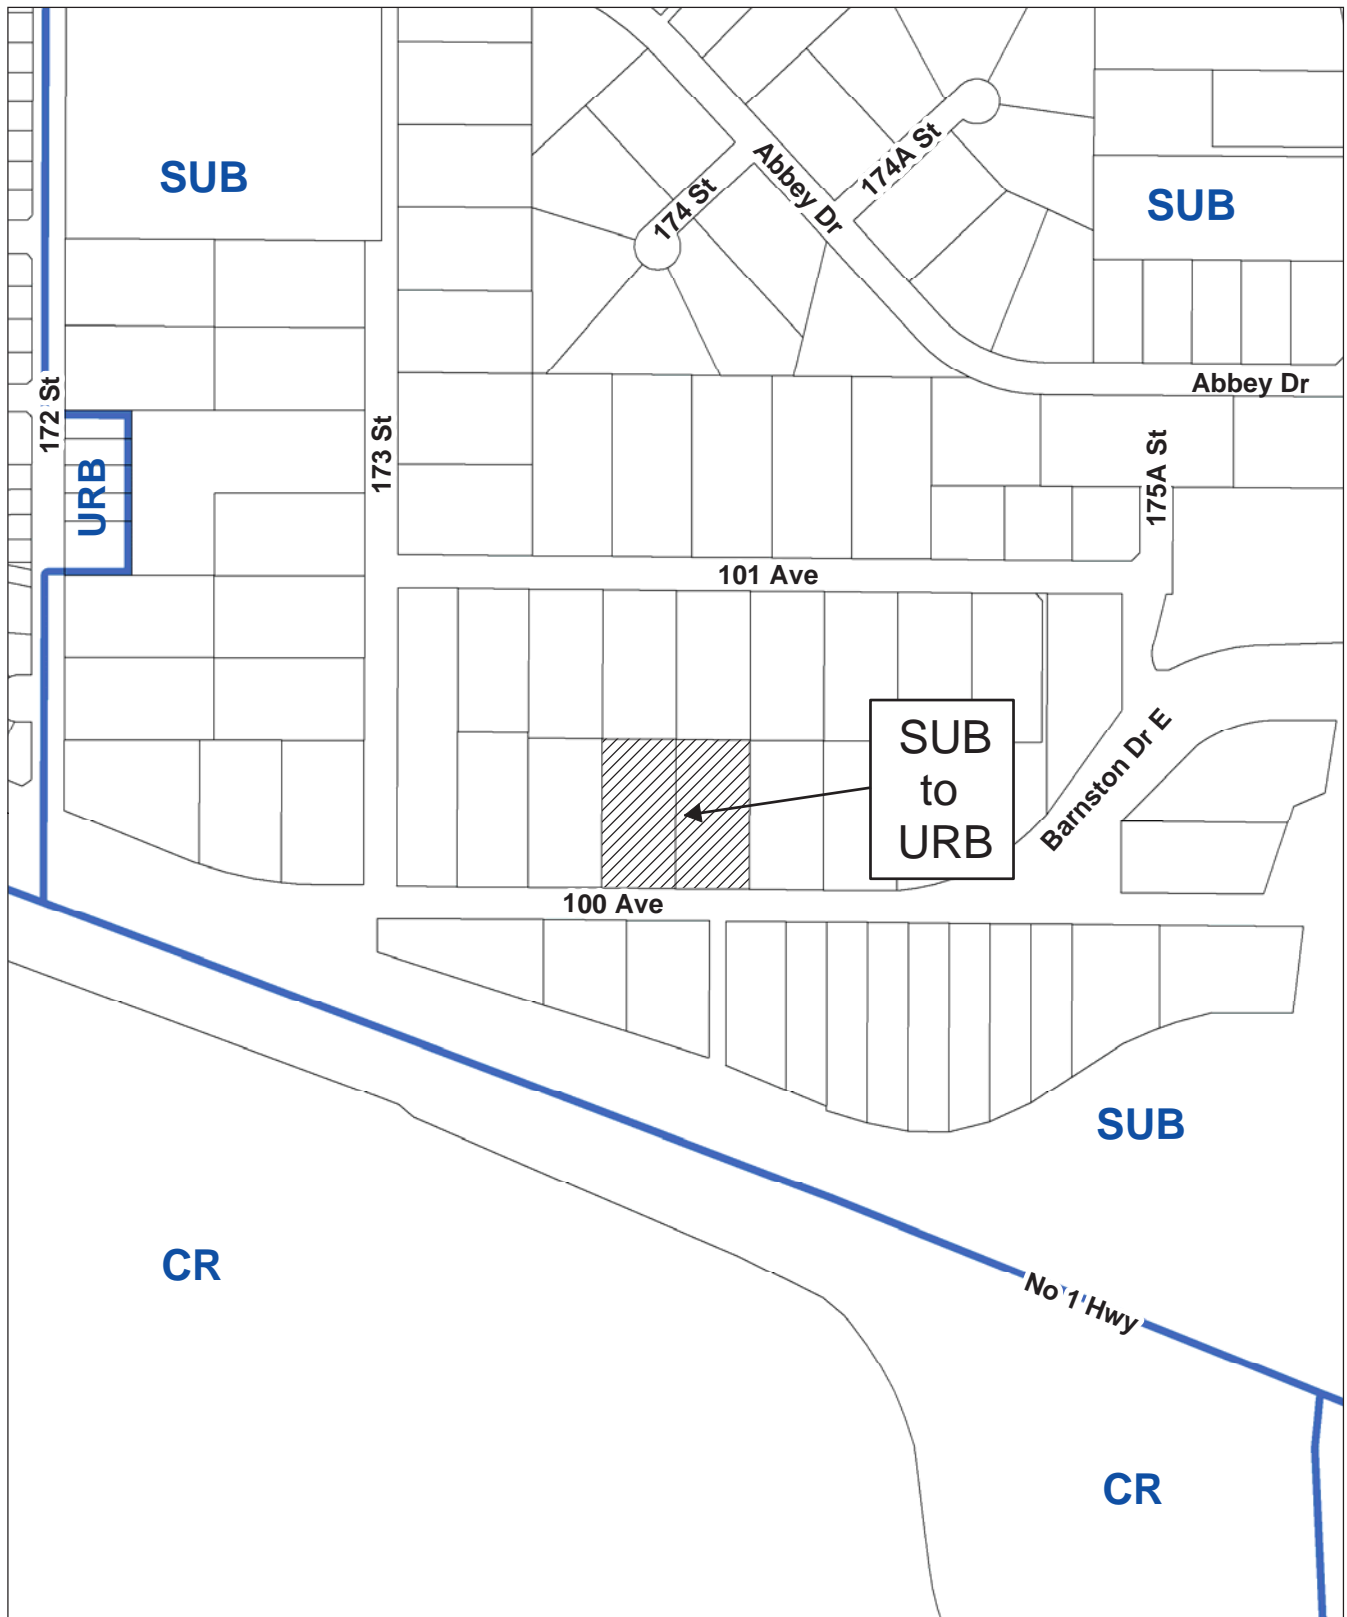 174A St
SUB
174 St
Abbey Dr
SUB
Abbey Dr
172 St
173 St
175A St
URB
101 Ave
SUB
to
URB
Barnston Dr E
100 Ave
SUB
CR
No 1 Hwy
CR